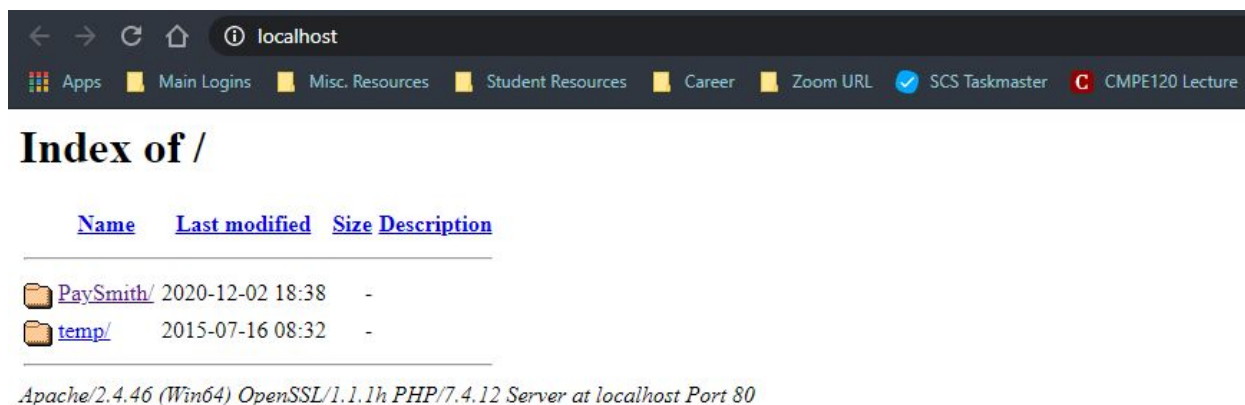 localhost
Apps Main Logins Misc. Resources Student Resources Career Zoom URL SCS Taskmaster C CMPE120 Lecture
Index of /
Name Last modified Size Description
PaySmith/ 2020-12-02 18:38 -
temp/ 2015-07-16 08:32 -
Apache/2.4.46 (Win64) OpenSSL/1.1.1h PHP/7.4.12 Server at localhost Port 80